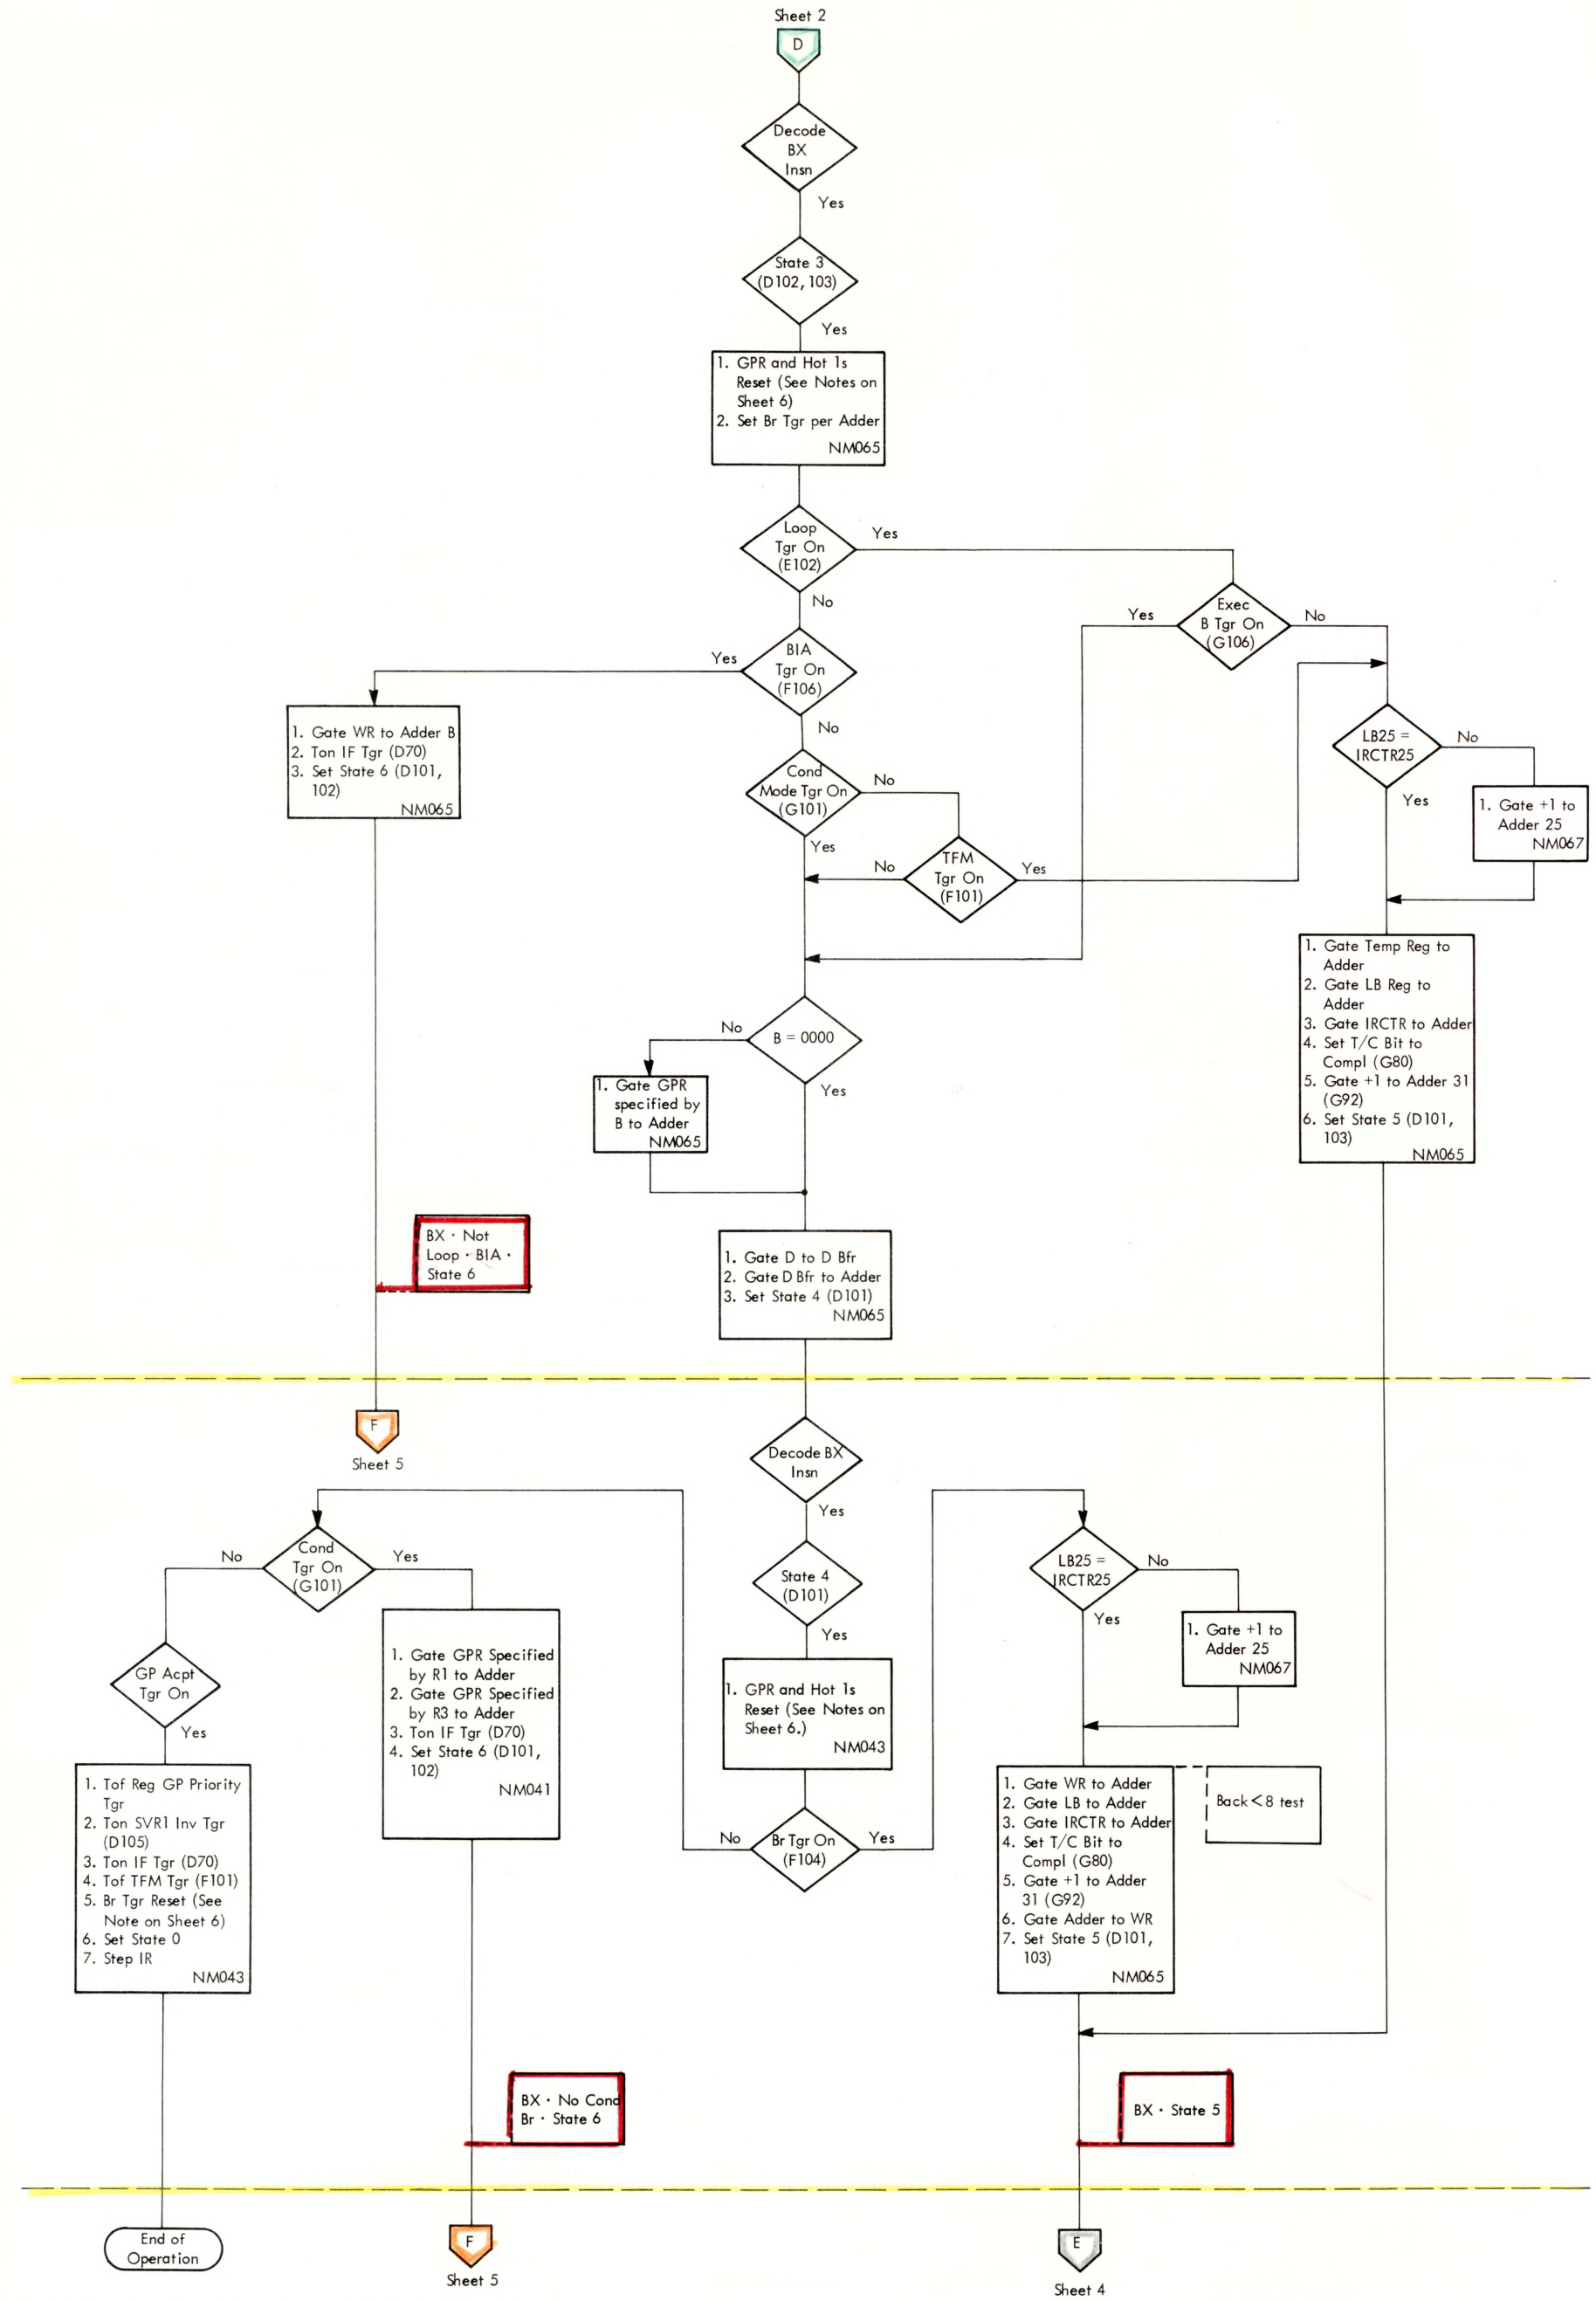 Sheet 2
D
Decode
BX
Insn
Yes
State 3
(D102, 103)
Yes
1. GPR and Hot 1s
Reset (See Notes on
Sheet 6)
2. Set Br Tgr per Adder
NM065
Loop
Tgr On
(E102)
Yes
No
Exec
B Tgr On
(G106)
Yes
No
BIA
Tgr On
(F106)
Yes
No
1. Gate WR to Adder B
2. Ton IF Tgr (D70)
3. Set State 6 (D101,
102)
NM065
LB25 =
IRCTR25
No
Yes
1. Gate +1 to
Adder 25
NM067
Cond
Mode Tgr On
(G101)
No
Yes
TFM
Tgr On
(F101)
No
Yes
1. Gate Temp Reg to
Adder
2. Gate LB Reg to
Adder
3. Gate IRCTR to Adder
4. Set T/C Bit to
Compl (G80)
5. Gate +1 to Adder 31
(G92)
6. Set State 5 (D101,
103)
NM065
B = 0000
No
Yes
1. Gate GPR
specified by
B to Adder
NM065
BX · Not
Loop · BIA ·
State 6
1. Gate D to D Bfr
2. Gate D Bfr to Adder
3. Set State 4 (D101)
NM065
F
Sheet 5
Decode BX
Insn
Yes
Cond
Tgr On
(G101)
No
Yes
State 4
(D101)
Yes
LB25 =
IRCTR25
No
Yes
1. Gate +1 to
Adder 25
NM067
GP Acpt
Tgr On
Yes
1. Gate GPR Specified
by R1 to Adder
2. Gate GPR Specified
by R3 to Adder
3. Ton IF Tgr (D70)
4. Set State 6 (D101,
102)
NM041
1. GPR and Hot 1s
Reset (See Notes on
Sheet 6.)
NM043
1. Tof Reg GP Priority
Tgr
2. Ton SVR1 Inv Tgr
(D105)
3. Ton IF Tgr (D70)
4. Tof TFM Tgr (F101)
5. Br Tgr Reset (See
Note on Sheet 6)
6. Set State 0
7. Step IR
NM043
Br Tgr On
(F104)
No
Yes
1. Gate WR to Adder
2. Gate LB to Adder
3. Gate IRCTR to Adder
4. Set T/C Bit to
Compl (G80)
5. Gate +1 to Adder
31 (G92)
6. Gate Adder to WR
7. Set State 5 (D101,
103)
NM065
Back<8 test
BX · No Cond
Br · State 6
BX · State 5
End of
Operation
F
Sheet 5
E
Sheet 4